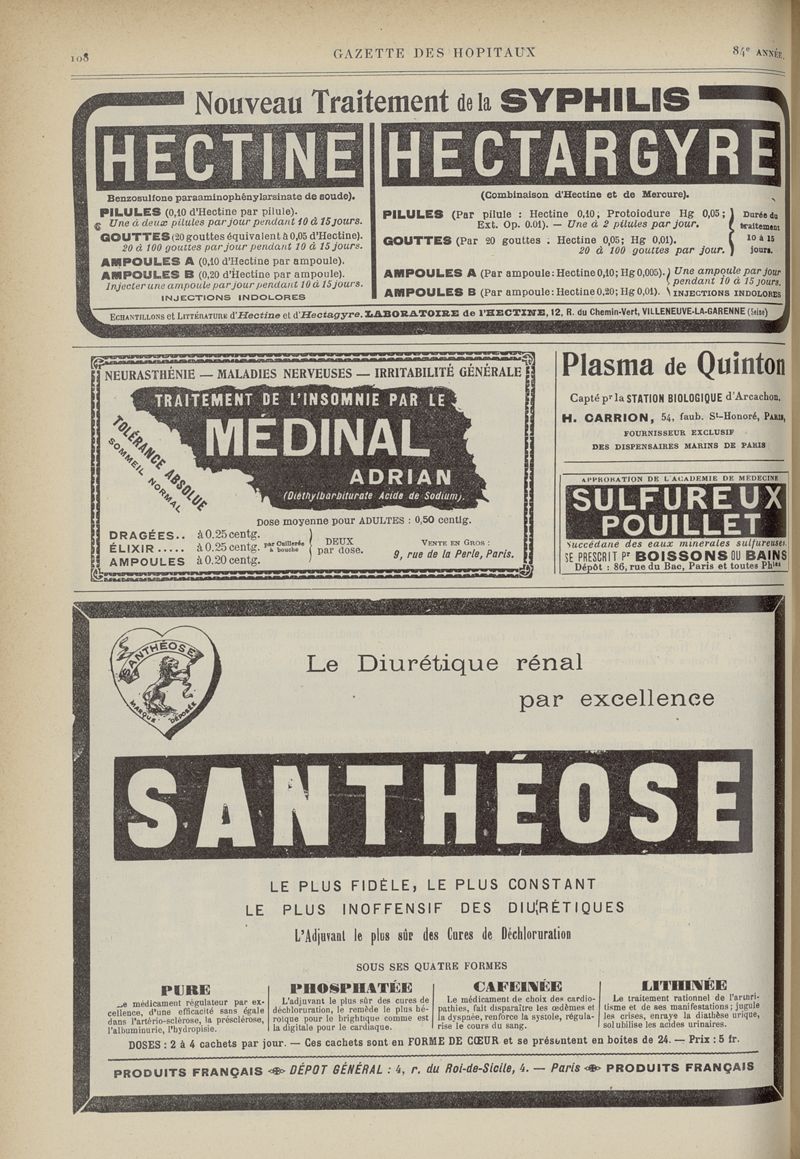 108
GAZETTE DES HOPITAUX
84e ANNÉE.
Nouveau Traitement de la SYPHILIS
HECTINE
Benzosulfone paraaminophénylarsinate de soude).
PILULES (0,10 d'Hectine par pilule).
Une à deux pilules par jour pendant 10 à 15 jours.
GOUTTES (20 gouttes équivalent à 0,05 d'Hectine).
20 à 100 gouttes par jour pendant 10 à 15 jours.
AMPOULES A (0,10 d'Hectine par ampoule).
AMPOULES B (0,20 d'Hectine par ampoule).
Injecter une ampoule par jour pendant 10 à 15 jours.
INJECTIONS INDOLORES
HECTARGYRE
(Combinaison d'Hectine et de Mercure).
PILULES (Par pilule : Hectine 0,10; Protoiodure Hg 0,05;
Ext. Op. 0.01). — Une à 2 pilules par jour.
GOUTTES (Par 20 gouttes : Hectine 0,05; Hg 0,01).
20 à 100 gouttes par jour.
Durée du
traitement
10 à 15
jours.
AMPOULES A (Par ampoule: Hectine 0,10; Hg 0,005).
AMPOULES B (Par ampoule: Hectine 0,20; Hg 0,01).
Une ampoule par jour
pendant 10 à 15 jours.
INJECTIONS INDOLORES
ECHANTILLONS et LITTÉRATURE d'Hectine et d'Hectagyre. LABORATOIRE de l'HECTINE, 12, R. du Chemin-Vert, VILLENEUVE-LA-GARENNE (Seine)
NEURASTHÉNIE — MALADIES NERVEUSES — IRRITABILITÉ GÉNÉRALE
TRAITEMENT DE L'INSOMNIE PAR LE
MÉDINAL
ADRIAN
(Diéthylbarbiturate Acide de Sodium).
TOLÉRANCE ABSOLUE
SOMMEIL NORMAL
DOSE moyenne pour ADULTES : 0,50 centig.
DRAGÉES.. à 0.25 centg.
ÉLIXIR..... à 0.25 centg. par Cuillerée à bouche
AMPOULES à 0.20 centg.
DEUX
par dose.
VENTE EN GROS :
9, rue de la Perle, Paris.
Plasma de Quinton
Capté pr la STATION BIOLOGIQUE d'Arcachon,
H. CARRION, 54, faub. St-Honoré, PARIS,
FOURNISSEUR EXCLUSIF
DES DISPENSAIRES MARINS DE PARIS
APPROBATION DE L'ACADEMIE DE MEDECINE
SULFUREUX
POUILLET
Succédané des eaux minérales sulfureuses.
SE PRESCRIT Pr BOISSONS OU BAINS
Dépôt : 86, rue du Bac, Paris et toutes Phies
SANTHÉOSE
MARQUE DÉPOSÉE
Le Diurétique rénal
par excellence
SANTHÉOSE
LE PLUS FIDÈLE, LE PLUS CONSTANT
LE PLUS INOFFENSIF DES DIURÉTIQUES
L'Adjuvant le plus sûr des Cures de Déchloruration
SOUS SES QUATRE FORMES
PURE
Le médicament régulateur par ex-
cellence, d'une efficacité sans égale
dans l'artério-sclérose, la présclérose,
l'albuminurie, l'hydropisie.
PHOSPHATÉE
L'adjuvant le plus sûr des cures de
déchloruration, le remède le plus hé-
roïque pour le brightique comme est
la digitale pour le cardiaque.
CAFEINÉE
Le médicament de choix des cardio-
pathies, fait disparaître les œdèmes et
la dyspnée, renforce la systole, régula-
rise le cours du sang.
LITHINÉE
Le traitement rationnel de l'arthri-
tisme et de ses manifestations; jugule
les crises, enraye la diathèse urique,
solubilise les acides urinaires.
DOSES : 2 à 4 cachets par jour. — Ces cachets sont en FORME DE CŒUR et se présentent en boites de 24. — Prix : 5 fr.
PRODUITS FRANÇAIS DÉPOT GÉNÉRAL : 4, r. du Roi-de-Sicile, 4. — Paris PRODUITS FRANÇAIS